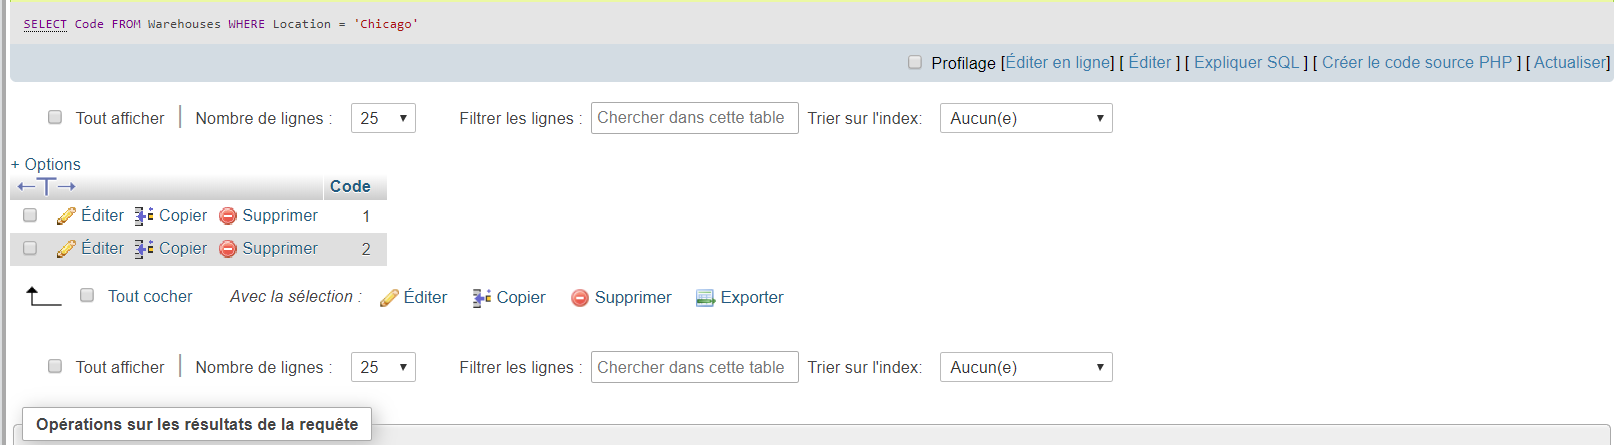 SELECT Code FROM Warehouses WHERE Location = 'Chicago'
Profilage [Éditer en ligne] [ Éditer ] [ Expliquer SQL ] [ Créer le code source PHP ] [ Actualiser]
Tout afficher Nombre de lignes : 25 Filtrer les lignes : Chercher dans cette table Trier sur l'index: Aucun(e)
+ Options
←T→ Code
Éditer Copier Supprimer 1
Éditer Copier Supprimer 2
Tout cocher Avec la sélection : Éditer Copier Supprimer Exporter
Tout afficher Nombre de lignes : 25 Filtrer les lignes : Chercher dans cette table Trier sur l'index: Aucun(e)
Opérations sur les résultats de la requête